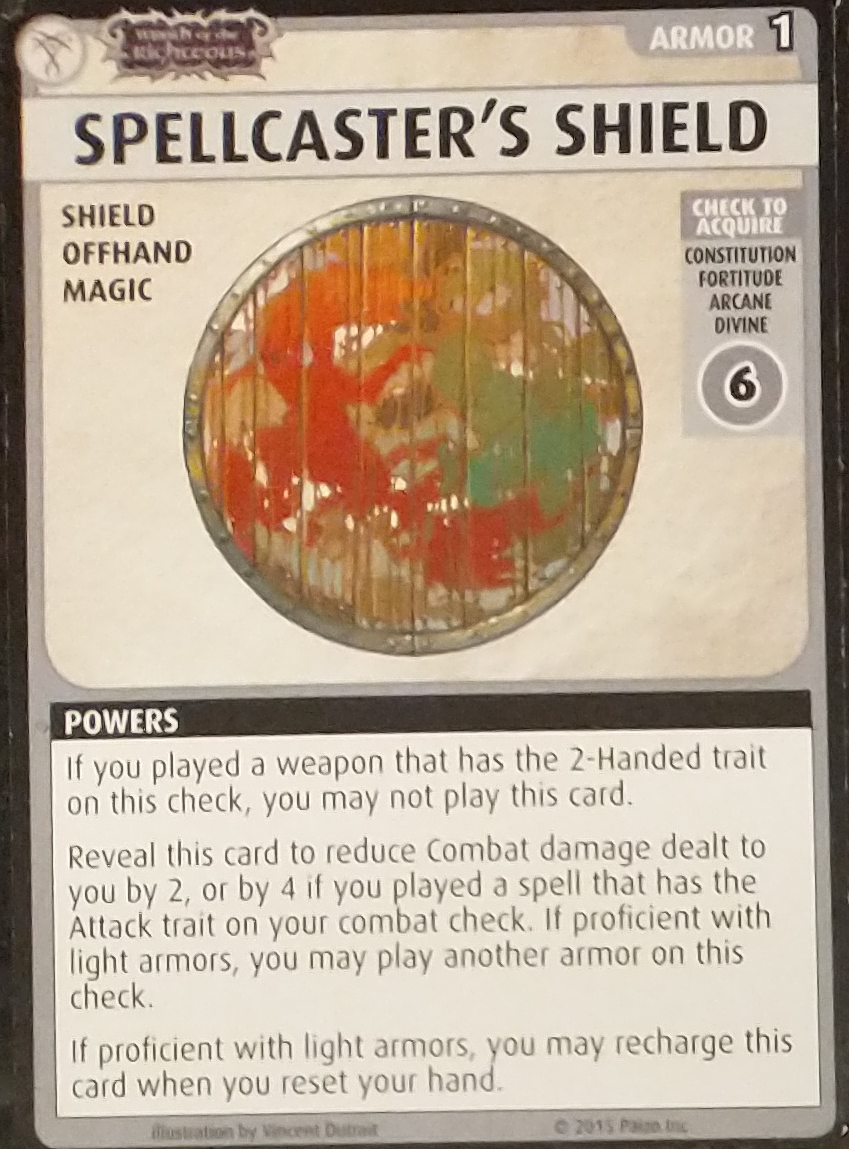 Wrath of the
Righteous
ARMOR 1
SPELLCASTER'S SHIELD
SHIELD
OFFHAND
MAGIC
CHECK TO
ACQUIRE
CONSTITUTION
FORTITUDE
ARCANE
DIVINE
6
POWERS
If you played a weapon that has the 2-Handed trait
on this check, you may not play this card.
Reveal this card to reduce Combat damage dealt to
you by 2, or by 4 if you played a spell that has the
Attack trait on your combat check. If proficient with
light armors, you may play another armor on this
check.
If proficient with light armors, you may recharge this
card when you reset your hand.
Illustration by Vincent Dutrait
© 2015 Paizo Inc